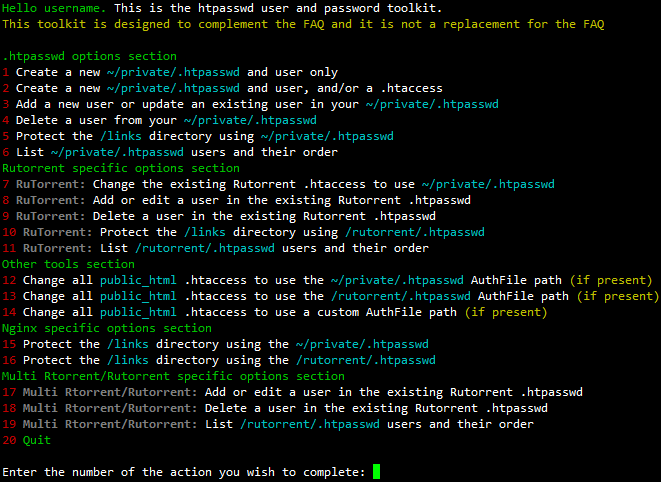 Hello username. This is the htpasswd user and password toolkit.
This toolkit is designed to complement the FAQ and it is not a replacement for the FAQ
.htpasswd options section
1 Create a new ~/private/.htpasswd and user only
2 Create a new ~/private/.htpasswd and user, and/or a .htaccess
3 Add a new user or update an existing user in your ~/private/.htpasswd
4 Delete a user from your ~/private/.htpasswd
5 Protect the /links directory using ~/private/.htpasswd
6 List ~/private/.htpasswd users and their order
Rutorrent specific options section
7 RuTorrent: Change the existing Rutorrent .htaccess to use ~/private/.htpasswd
8 RuTorrent: Add or edit a user in the existing Rutorrent .htpasswd
9 RuTorrent: Delete a user in the existing Rutorrent .htpasswd
10 RuTorrent: Protect the /links directory using /rutorrent/.htpasswd
11 RuTorrent: List /rutorrent/.htpasswd users and their order
Other tools section
12 Change all public_html .htaccess to use the ~/private/.htpasswd AuthFile path (if present)
13 Change all public_html .htaccess to use the /rutorrent/.htpasswd AuthFile path (if present)
14 Change all public_html .htaccess to use a custom AuthFile path (if present)
Nginx specific options section
15 Protect the /links directory using the ~/private/.htpasswd
16 Protect the /links directory using the /rutorrent/.htpasswd
Multi Rtorrent/Rutorrent specific options section
17 Multi Rtorrent/Rutorrent: Add or edit a user in the existing Rutorrent .htpasswd
18 Multi Rtorrent/Rutorrent: Delete a user in the existing Rutorrent .htpasswd
19 Multi Rtorrent/Rutorrent: List /rutorrent/.htpasswd users and their order
20 Quit
Enter the number of the action you wish to complete: